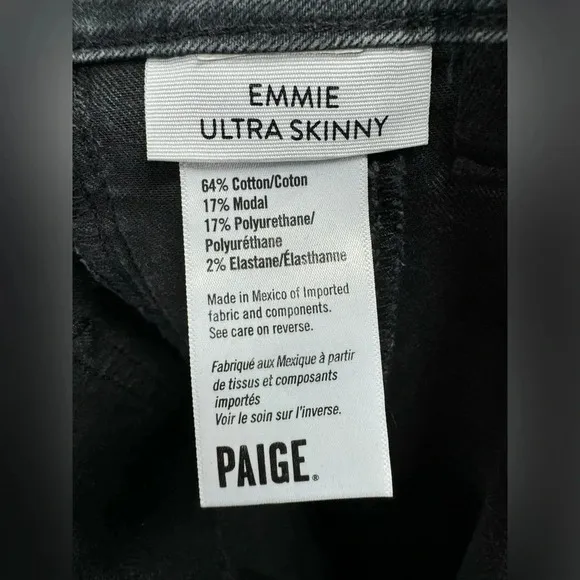 EMMIE
ULTRA SKINNY
64% Cotton/Coton
17% Modal
17% Polyurethane/
Polyuréthane
2% Elastane/Élasthanne
Made in Mexico of Imported
fabric and components.
See care on reverse.
Fabriqué aux Mexique à partir
de tissus et composants
importés
Voir le soin sur l'inverse.
PAIGE®